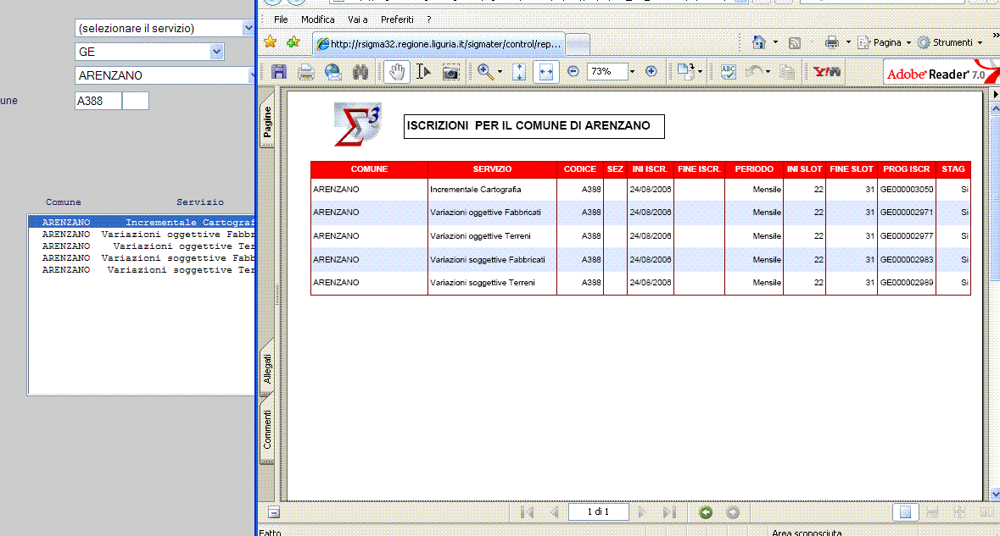 (selezionare il servizio)
GE
ARENZANO
une
A388
Comune Servizio
ARENZANO Incrementale Cartograf
ARENZANO Variazioni oggettive Fabbr
ARENZANO Variazioni oggettive Ter
ARENZANO Variazioni soggettive Fabb
ARENZANO Variazioni soggettive Ter
File Modifica Vai a Preferiti ?
http://rsigma32.regione.liguria.it/sigmater/control/rep...
Pagina Strumenti »
73% ABC Y! Adobe Reader 7.0
Pagine
Allegati
Commenti
Σ3
ISCRIZIONI PER IL COMUNE DI ARENZANO
COMUNE SERVIZIO CODICE SEZ INI ISCR. FINE ISCR. PERIODO INI SLOT FINE SLOT PROG ISCR STAG
ARENZANO Incrementale Cartografia A388 24/08/2006 Mensile 22 31 GE000003050 Si
ARENZANO Variazioni oggettive Fabbricati A388 24/08/2006 Mensile 22 31 GE000002971 Si
ARENZANO Variazioni oggettive Terreni A388 24/08/2006 Mensile 22 31 GE000002977 Si
ARENZANO Variazioni soggettive Fabbricati A388 24/08/2006 Mensile 22 31 GE000002983 Si
ARENZANO Variazioni soggettive Terreni A388 24/08/2006 Mensile 22 31 GE000002989 Si
1 di 1
Fatto Area sconosciuta